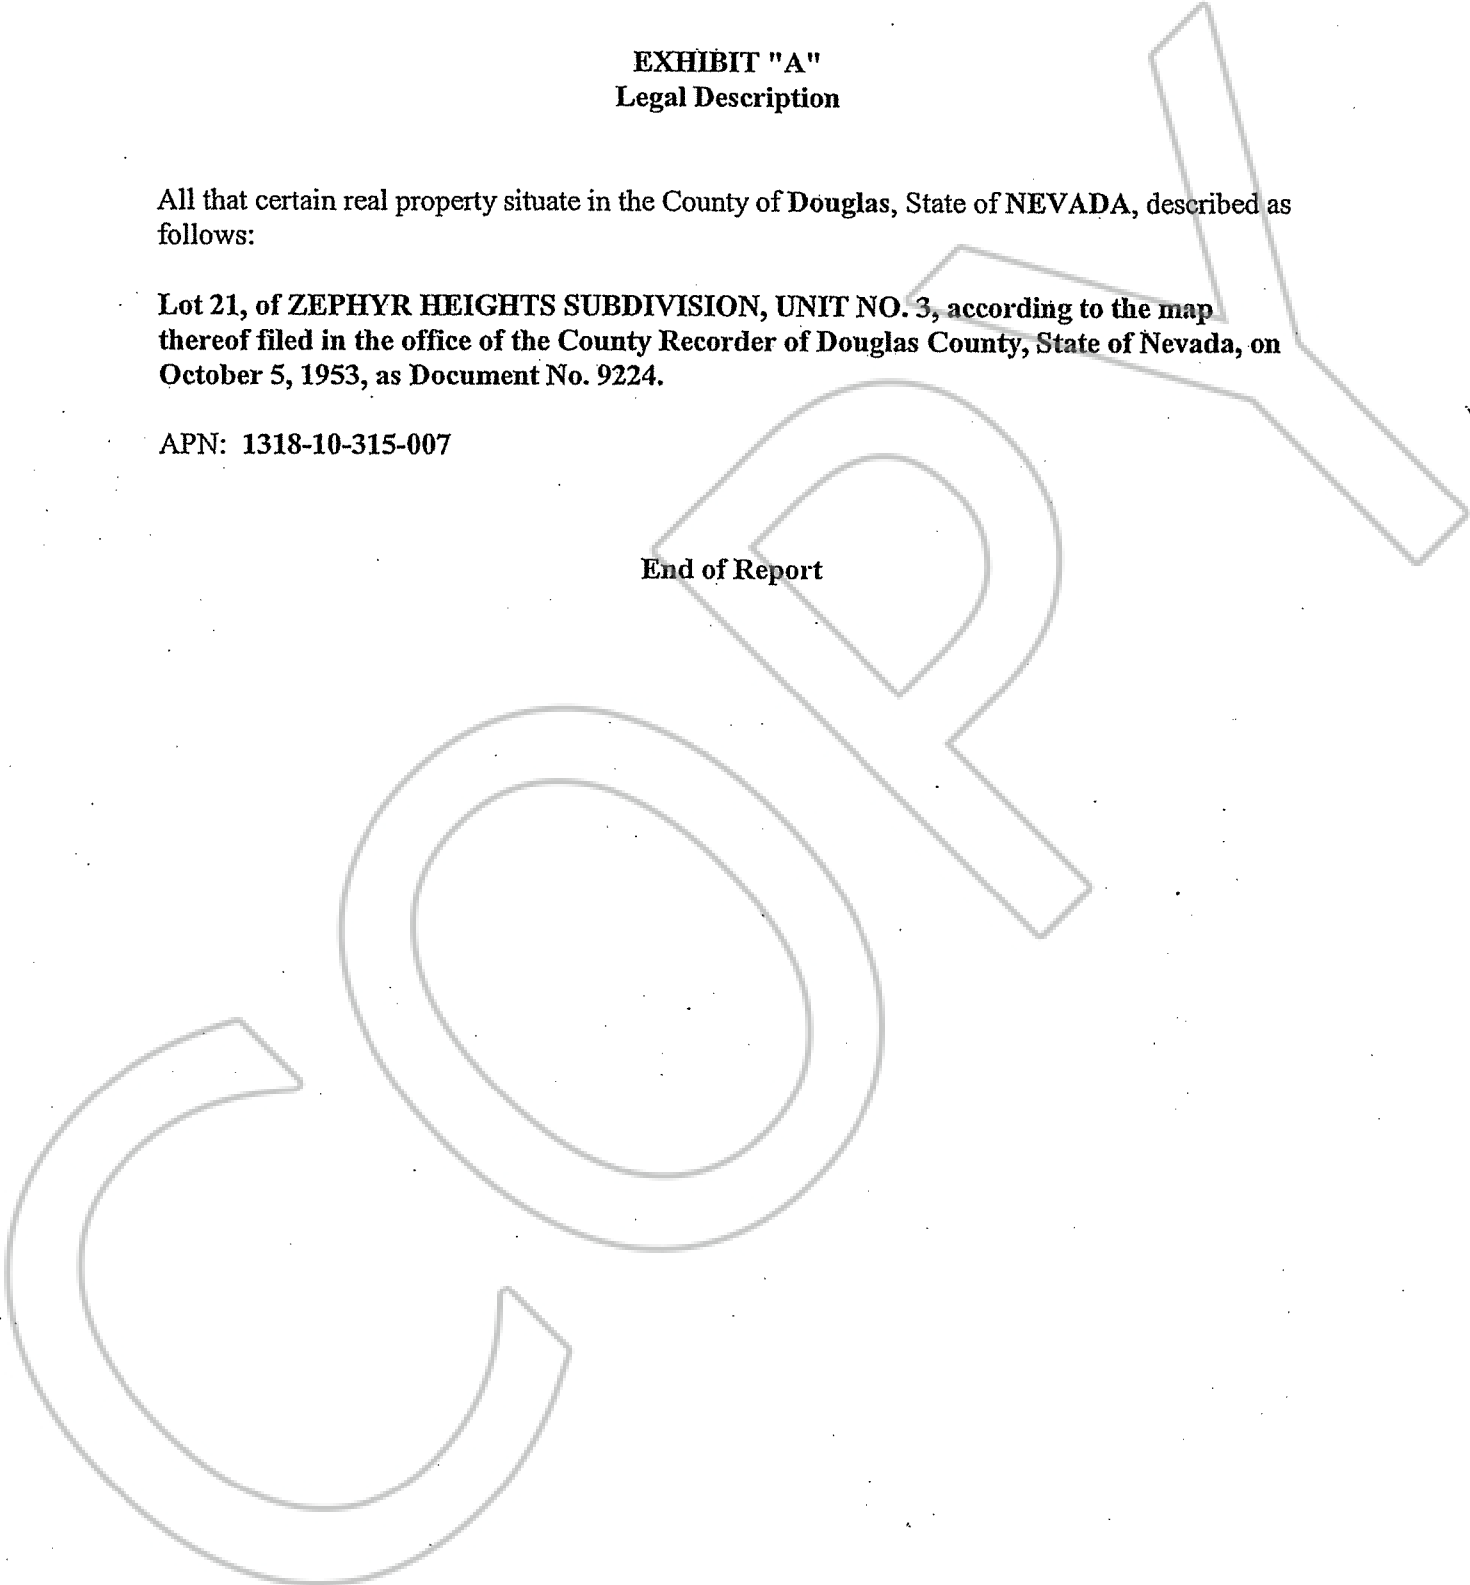 EXHIBIT "A"
Legal Description
All that certain real property situate in the County of Douglas, State of NEVADA, described as
follows:
Lot 21, of ZEPHYR HEIGHTS SUBDIVISION, UNIT NO. 3, according to the map
thereof filed in the office of the County Recorder of Douglas County, State of Nevada, on
October 5, 1953, as Document No. 9224.
APN: 1318-10-315-007
End of Report
COPY